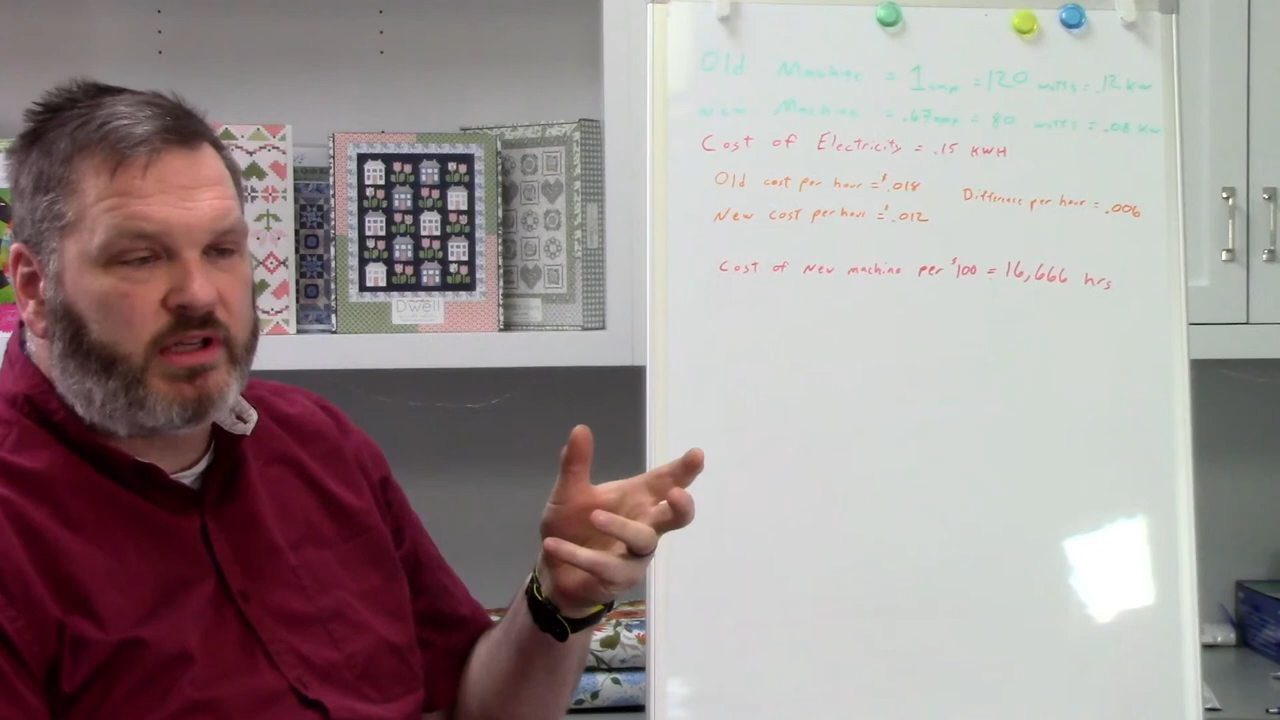 Old Machine = 1amp = 120 watts = .12 KW
New Machine = .67amp = 80 watts = .08 KW
Cost of Electricity = .15 KWH
Old cost per hour = $.018
New cost per hour = $.012
Difference per hour = .006
Cost of New machine per $100 = 16,666 hrs
Dwell